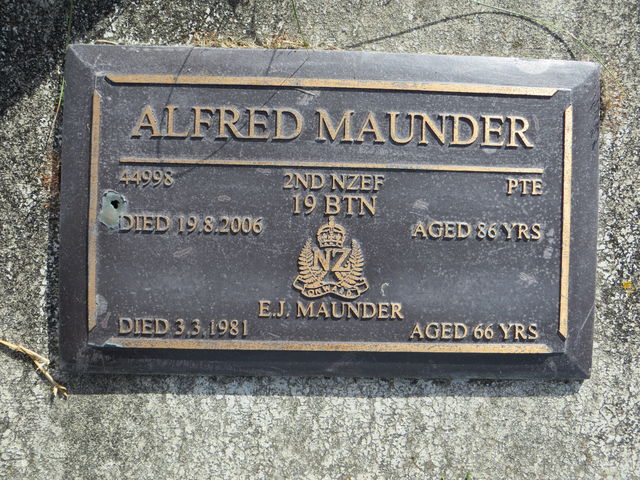 ALFRED MAUNDER
44998 2ND NZEF PTE
19 BTN
DIED 19.8.2006 AGED 86 YRS
NZ
ONWARD
E.J. MAUNDER
DIED 3.3.1981 AGED 66 YRS